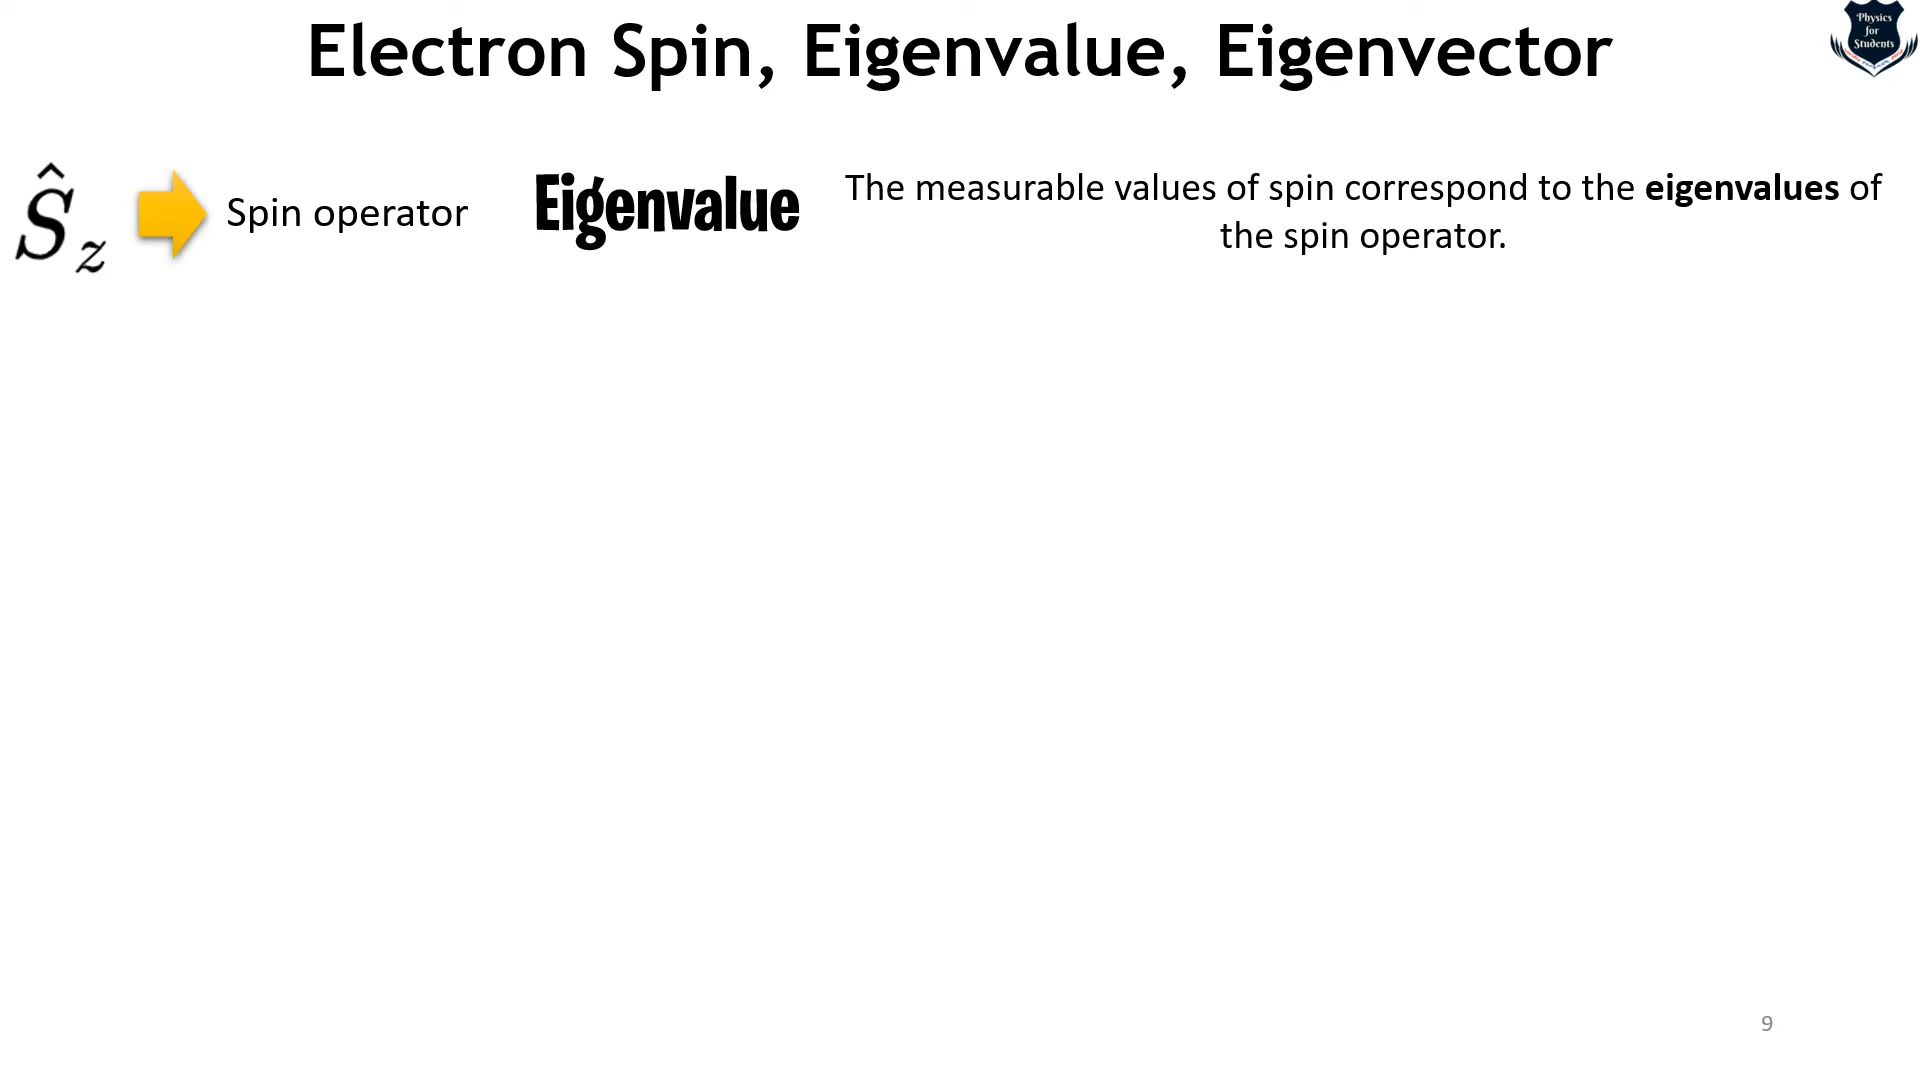 Electron Spin, Eigenvalue, Eigenvector
Physics
for
Students
Ŝz
Spin operator
Eigenvalue
The measurable values of spin correspond to the eigenvalues of
the spin operator.
9